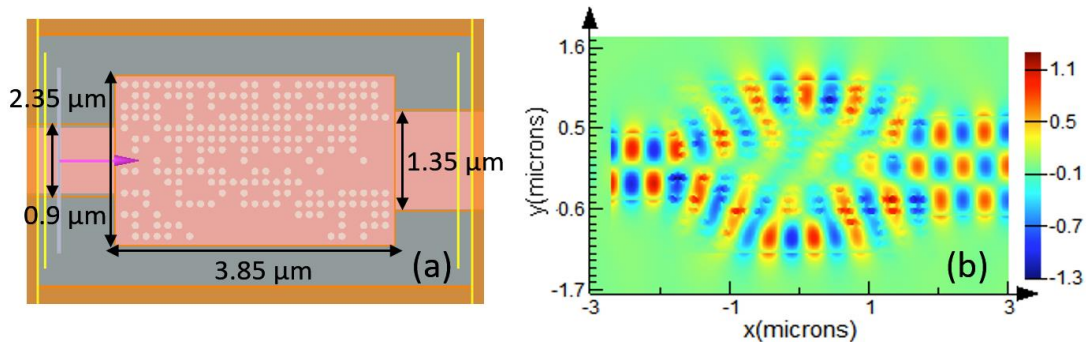 2.35 μm
1.35 μm
0.9 μm
3.85 μm
(a)
y(microns)
1.6
0.5
-0.6
-1.7
-3
-1
1
3
x(microns)
(b)
1.1
0.5
-0.1
-0.7
-1.3